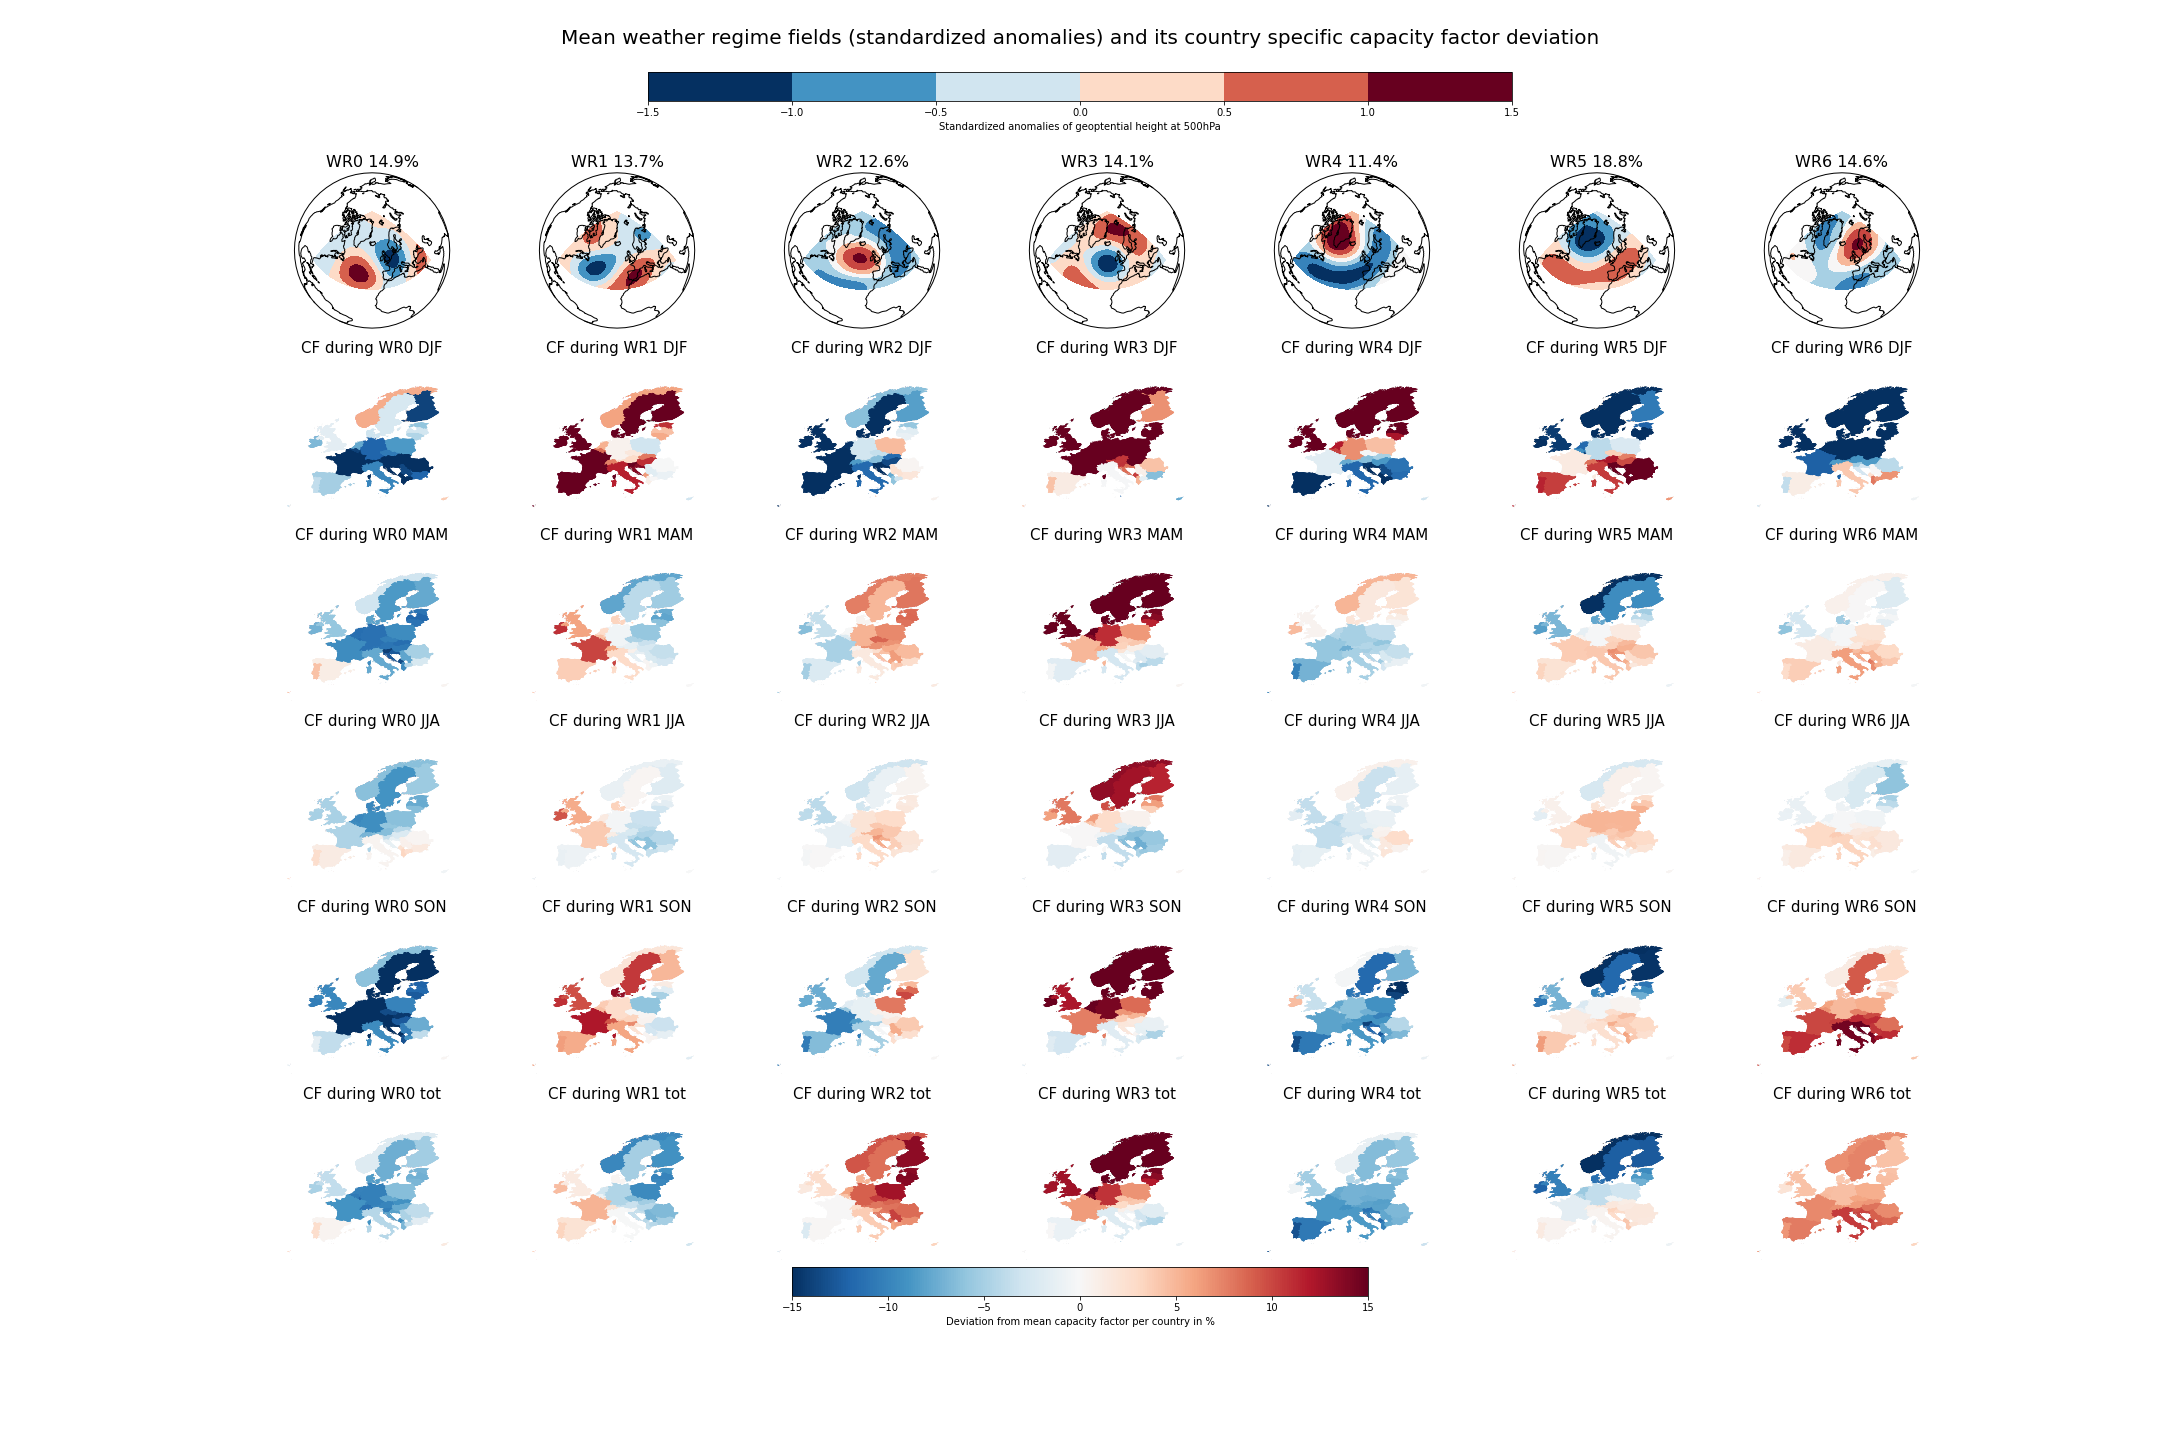 Mean weather regime fields (standardized anomalies) and its country specific capacity factor deviation
−1.5 −1.0 −0.5 0.0 0.5 1.0 1.5
Standardized anomalies of geoptential height at 500hPa
WR0 14.9% WR1 13.7% WR2 12.6% WR3 14.1% WR4 11.4% WR5 18.8% WR6 14.6%
CF during WR0 DJF CF during WR1 DJF CF during WR2 DJF CF during WR3 DJF CF during WR4 DJF CF during WR5 DJF CF during WR6 DJF
CF during WR0 MAM CF during WR1 MAM CF during WR2 MAM CF during WR3 MAM CF during WR4 MAM CF during WR5 MAM CF during WR6 MAM
CF during WR0 JJA CF during WR1 JJA CF during WR2 JJA CF during WR3 JJA CF during WR4 JJA CF during WR5 JJA CF during WR6 JJA
CF during WR0 SON CF during WR1 SON CF during WR2 SON CF during WR3 SON CF during WR4 SON CF during WR5 SON CF during WR6 SON
CF during WR0 tot CF during WR1 tot CF during WR2 tot CF during WR3 tot CF during WR4 tot CF during WR5 tot CF during WR6 tot
−15 −10 −5 0 5 10 15
Deviation from mean capacity factor per country in %